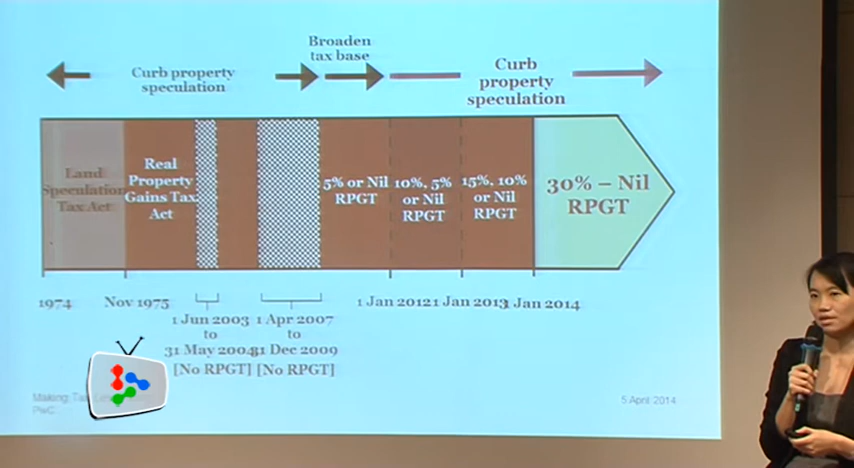 Broaden
tax base
Curb property
speculation
Curb
property
speculation
Land
Speculation
Tax Act
Real
Property
Gains Tax
Act
5% or Nil
RPGT
10%, 5%
or Nil
RPGT
15%, 10%
or Nil
RPGT
30% – Nil
RPGT
1974
Nov 1975
1 Jan 2012
1 Jan 2013
1 Jan 2014
1 Jun 2003
to
31 May 2004
[No RPGT]
1 Apr 2007
to
31 Dec 2009
[No RPGT]
Making Tax
PwC
5 April 2014